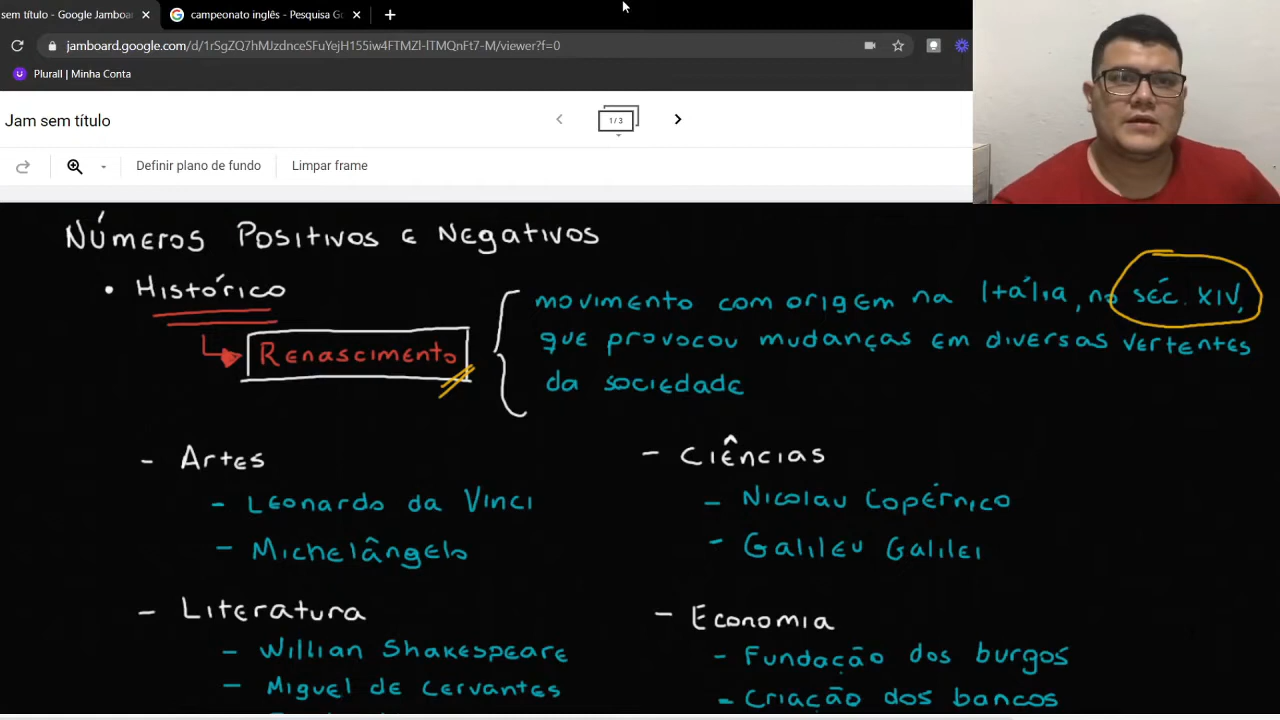 sem título - Google Jamboar
campeonato inglês - Pesquisa Go
jamboard.google.com/d/1rSgZQ7hMJzdnceSFuYejH155iw4FTMZl-lTMQnFt7-M/viewer?f=0
Plurall | Minha Conta
Jam sem título
1/3
Definir plano de fundo
Limpar frame
Números Positivos e Negativos
• Histórico
Renascimento
movimento com origem na Itália, no séc. XIV,
que provocou mudanças em diversas vertentes
da sociedade
- Artes
- Leonardo da Vinci
- Michelângelo
- Ciências
- Nicolau Copérnico
- Galileu Galilei
- Literatura
- Willian Shakespeare
- Miguel de Cervantes
- Economia
- Fundação dos burgos
- Criação dos bancos